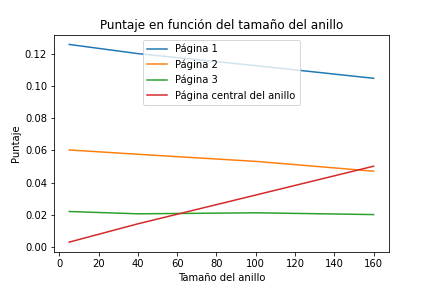 Puntaje en función del tamaño del anillo
Página 1
Página 2
Página 3
Página central del anillo
Puntaje
0.12
0.10
0.08
0.06
0.04
0.02
0.00
0 20 40 60 80 100 120 140 160
Tamaño del anillo